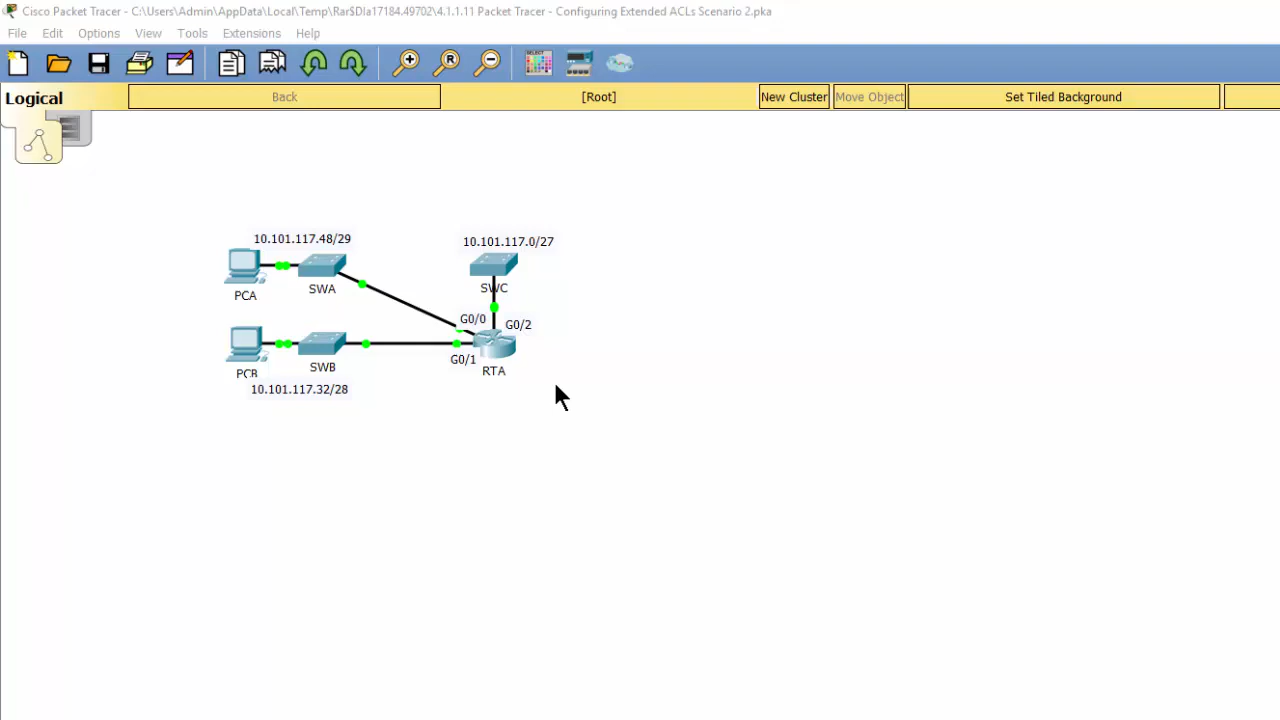 Cisco Packet Tracer - C:\Users\Admin\AppData\Local\Temp\Rar$DIa17184.49702\4.1.1.11 Packet Tracer - Configuring Extended ACLs Scenario 2.pka
File Edit Options View Tools Extensions Help
Logical Back [Root] New Cluster Move Object Set Tiled Background
10.101.117.48/29
10.101.117.0/27
PCA
SWA
SWC
G0/0
G0/2
G0/1
PCB
SWB
RTA
10.101.117.32/28